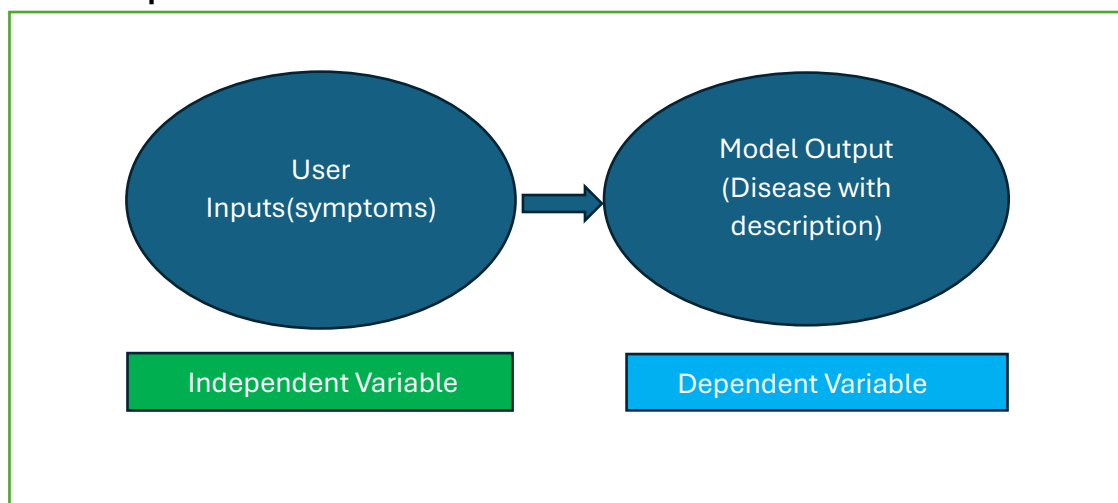 User
Inputs(symptoms)
Model Output
(Disease with
description)
Independent Variable
Dependent Variable